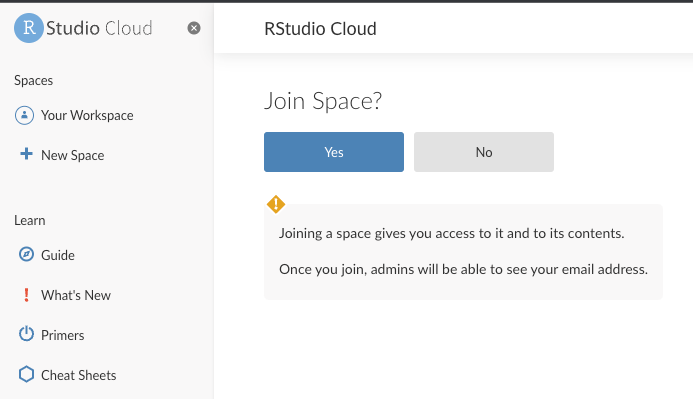 R Studio Cloud
Spaces
Your Workspace
New Space
Learn
Guide
What's New
Primers
Cheat Sheets
RStudio Cloud
Join Space?
Yes
No
Joining a space gives you access to it and to its contents.
Once you join, admins will be able to see your email address.